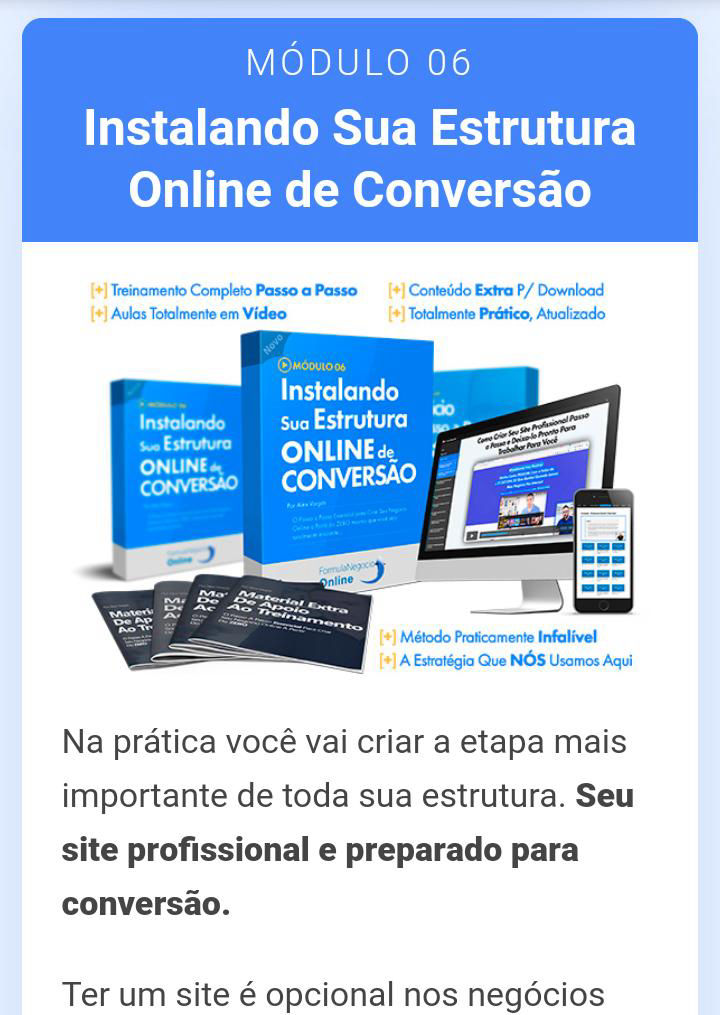 MÓDULO 06
Instalando Sua Estrutura
Online de Conversão
[+] Treinamento Completo Passo a Passo
[+] Aulas Totalmente em Vídeo
[+] Conteúdo Extra P/ Download
[+] Totalmente Prático, Atualizado
Novo
MÓDULO 06
Instalando
Sua Estrutura
ONLINE de
CONVERSÃO
Por Alex Vargas
FormulaNegocio
Online
MÓDULO 06
Instalando
Sua Estrutura
ONLINE de
CONVERSÃO
Como Criar Seu Site Profissional Passo
a Passo e Deixa-lo Pronto Para
Trabalhar Para Você
Material Extra
De Apoio
Ao Treinamento
[+] Método Praticamente Infalível
[+] A Estratégia Que NÓS Usamos Aqui
Na prática você vai criar a etapa mais
importante de toda sua estrutura. Seu
site profissional e preparado para
conversão.
Ter um site é opcional nos negócios